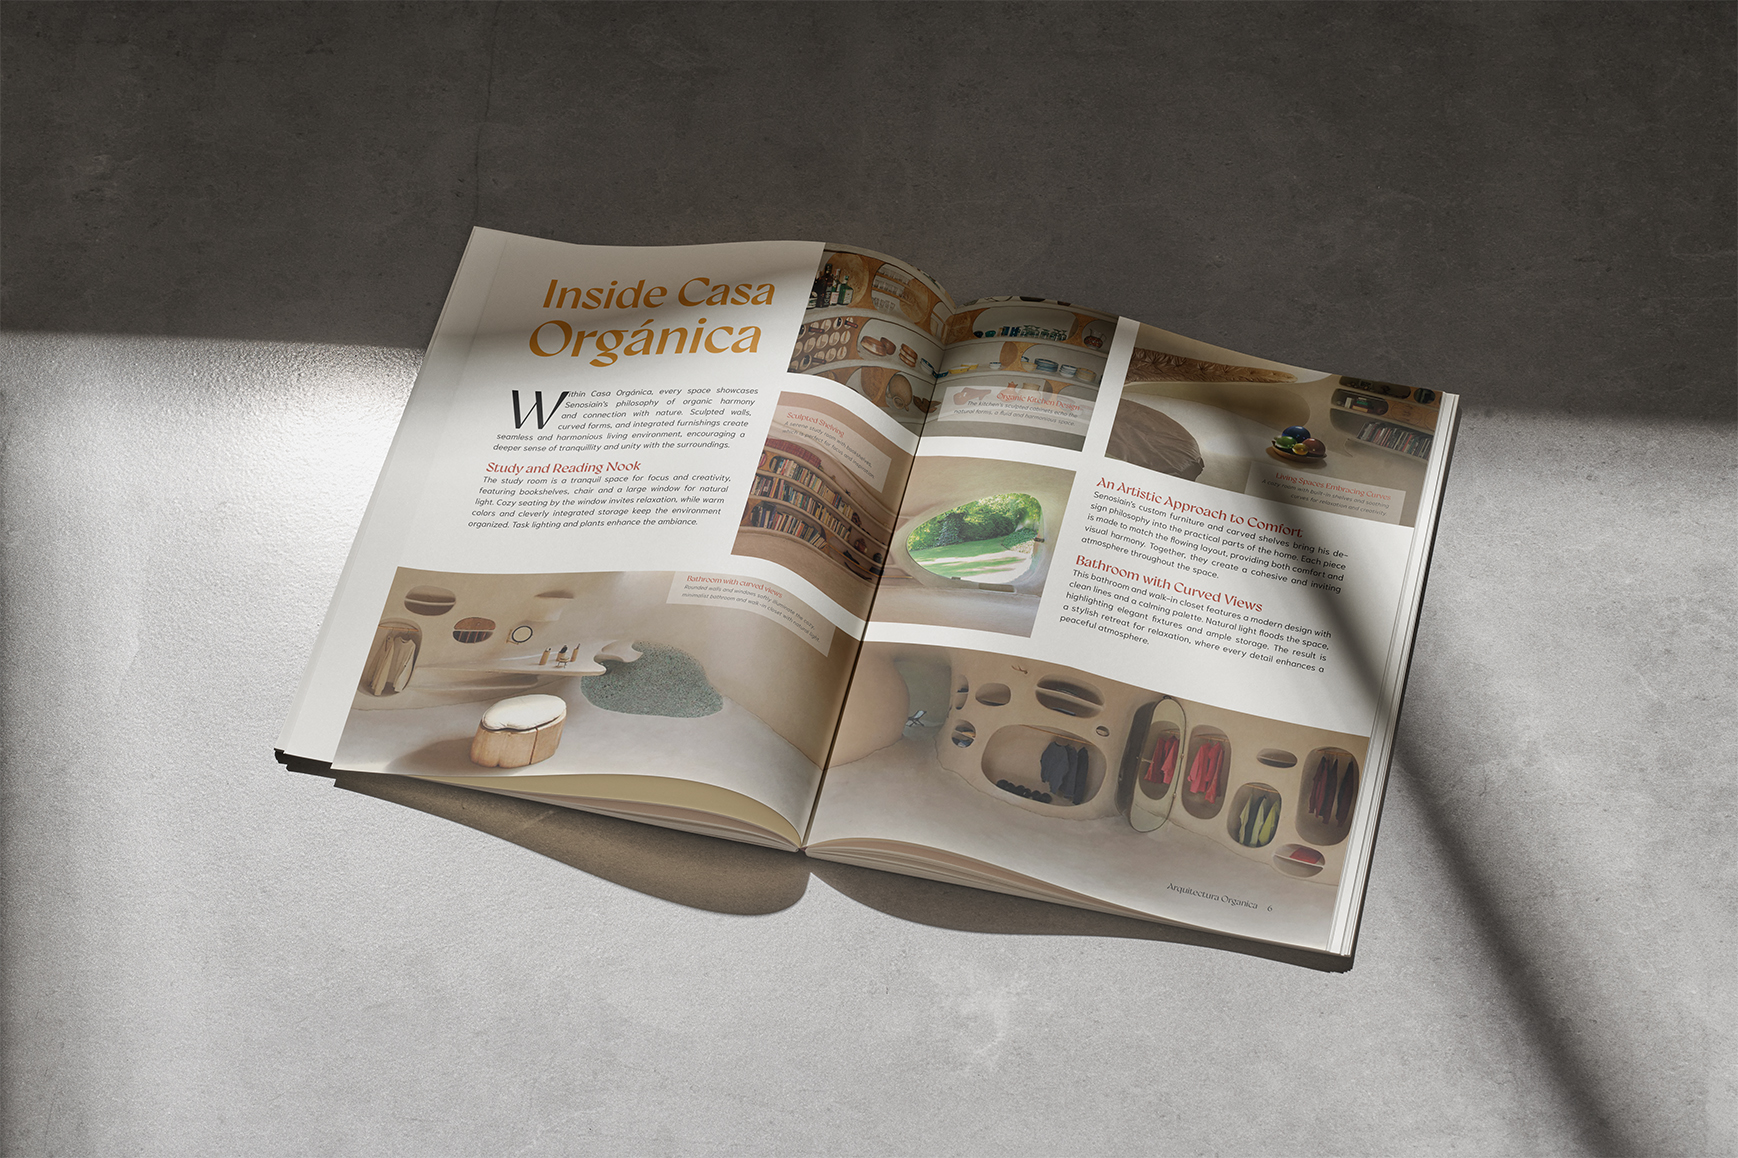 Inside Casa
Orgánica
Within Casa Orgánica, every space showcases
Senosiain's philosophy of organic harmony
and connection with nature. Sculpted walls,
curved forms, and integrated furnishings create
seamless and harmonious living environment, encouraging a
deeper sense of tranquillity and unity with the surroundings.
Study and Reading Nook
The study room is a tranquil space for focus and creativity,
featuring bookshelves, chair and a large window for natural
light. Cozy seating by the window invites relaxation, while warm
colors and cleverly integrated storage keep the environment
organized. Task lighting and plants enhance the ambiance.
Sculpted Shelving
A serene study room with bookshelves,
Bathroom with curved views
Rounded walls and windows softly illuminate the cozy,
minimalist bathroom and walk-in closet with natural light.
Organic Kitchen Design
The kitchen's sculpted cabinets echo the
natural forms, a fluid and harmonious space.
Living Spaces Embracing Curves
A cozy room with built-in shelves and soothing
curves for relaxation and creativity.
An Artistic Approach to Comfort
Senosiain's custom furniture and carved shelves bring his de-
sign philosophy into the practical parts of the home. Each piece
is made to match the flowing layout, providing both comfort and
visual harmony. Together, they create a cohesive and inviting
atmosphere throughout the space.
Bathroom with Curved Views
This bathroom and walk-in closet features a modern design with
clean lines and a calming palette. Natural light floods the space,
highlighting elegant fixtures and ample storage. The result is
a stylish retreat for relaxation, where every detail enhances a
peaceful atmosphere.
Arquitectura Organica 6